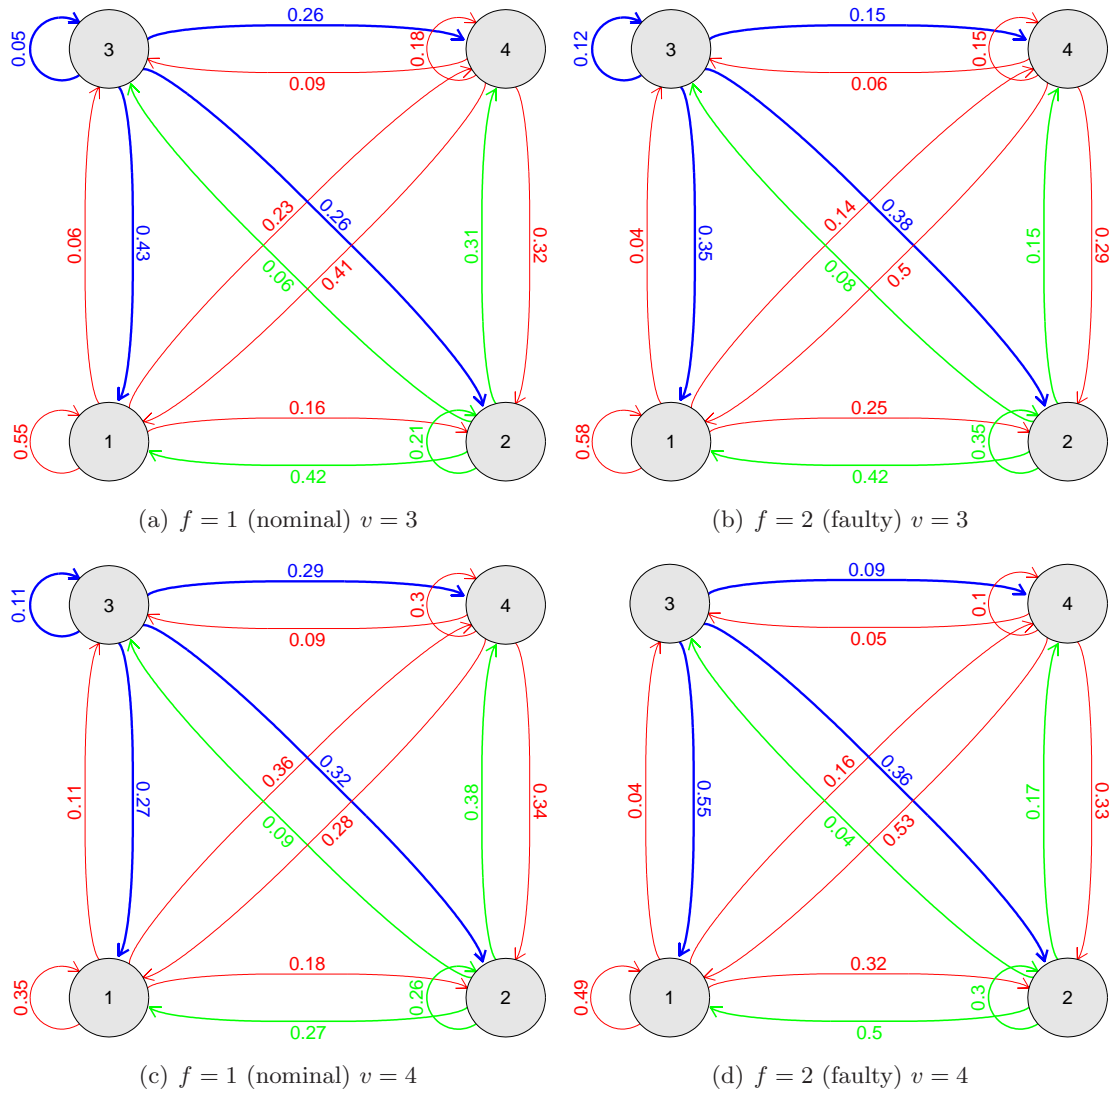 0.26 0.15
3 4 3 4
0.05 0.18 0.12 0.15
0.09 0.06
0.23 0.26 0.14 0.38
0.06 0.43 0.31 0.32 0.04 0.35 0.15 0.29
0.06 0.41 0.08 0.5
0.16 0.25
0.55 1 0.21 2 0.58 1 0.35 2
0.42 0.42
(a) f = 1 (nominal) v = 3 (b) f = 2 (faulty) v = 3
0.29 0.09
0.11 3 0.3 4 3 0.1 4
0.09 0.05
0.36 0.32 0.16 0.36
0.11 0.27 0.38 0.34 0.04 0.55 0.17 0.33
0.09 0.28 0.04 0.53
0.18 0.32
0.35 1 0.26 2 0.49 1 0.3 2
0.27 0.5
(c) f = 1 (nominal) v = 4 (d) f = 2 (faulty) v = 4